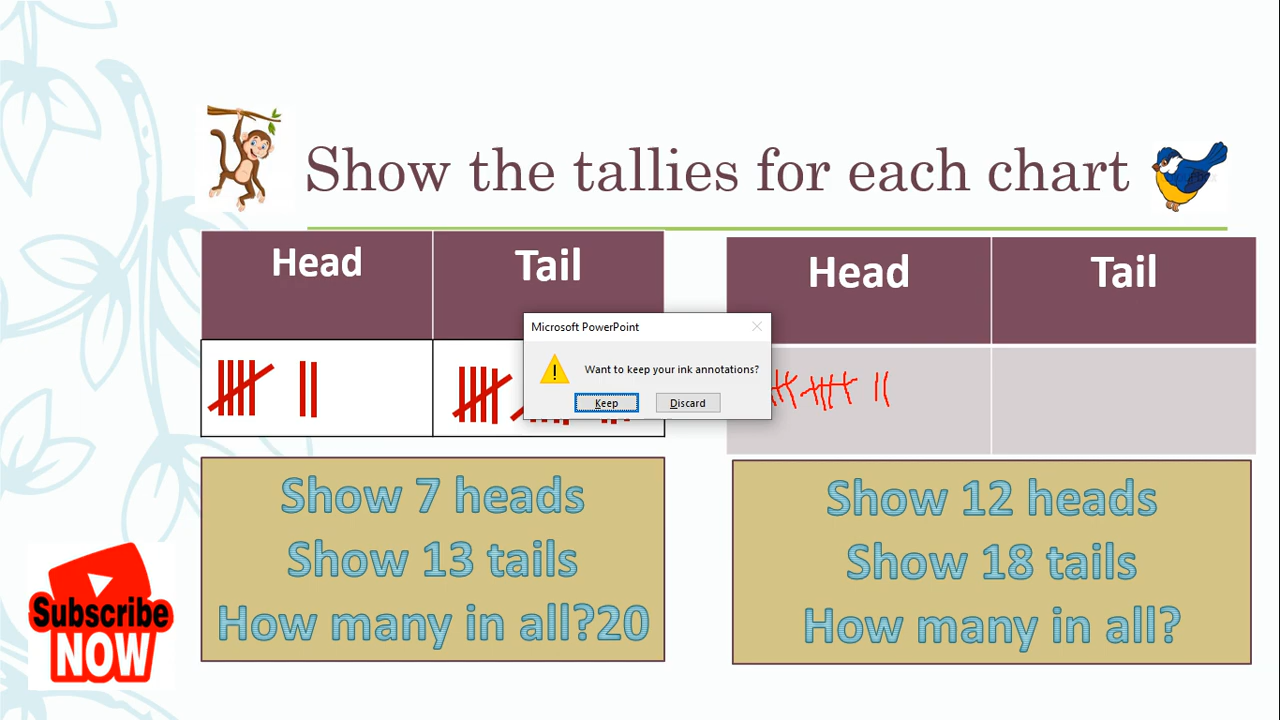 Show the tallies for each chart
Head Tail
Head Tail
Microsoft PowerPoint
Want to keep your ink annotations?
Keep Discard
Show 7 heads
Show 13 tails
How many in all?20
Show 12 heads
Show 18 tails
How many in all?
Subscribe
NOW